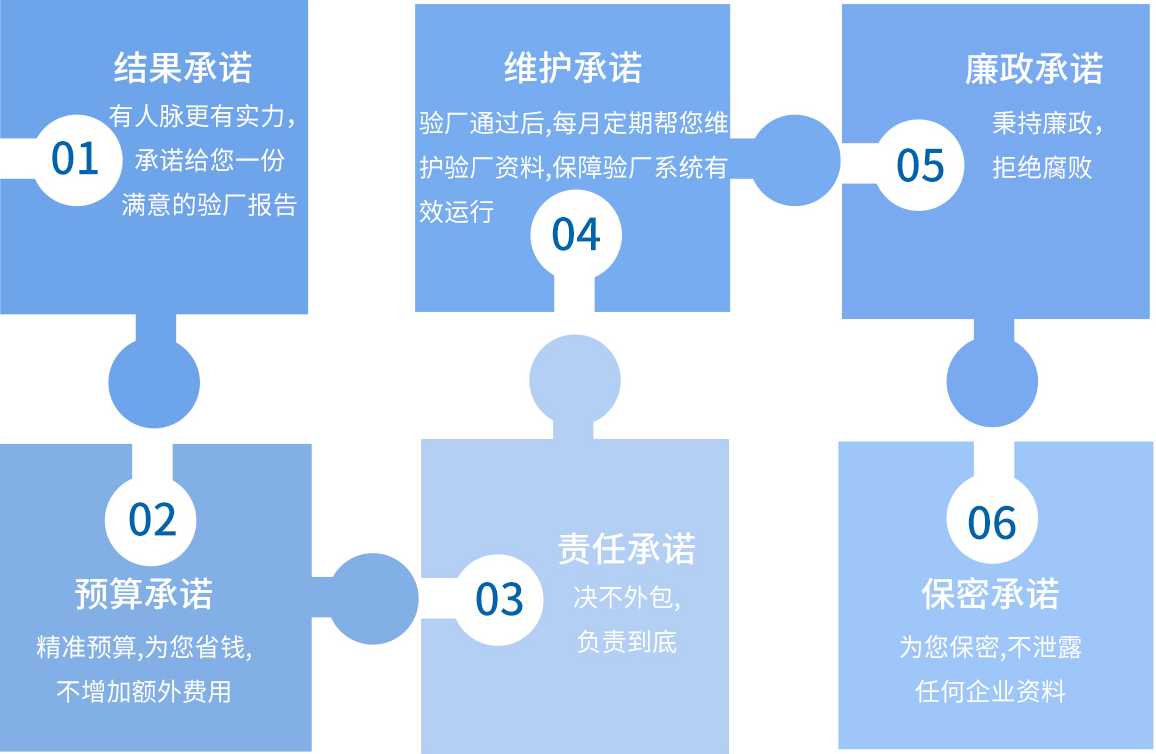 结果承诺
有人脉更有实力，
01
承诺给您一份
满意的验厂报告
02
预算承诺
精准预算,为您省钱,
不增加额外费用
责任承诺
03
决不外包,
负责到底
维护承诺
验厂通过后,每月定期帮您维
护验厂资料,保障验厂系统有
效运行
04
廉政承诺
秉持廉政，
05
拒绝腐败
06
保密承诺
为您保密,不泄露
任何企业资料